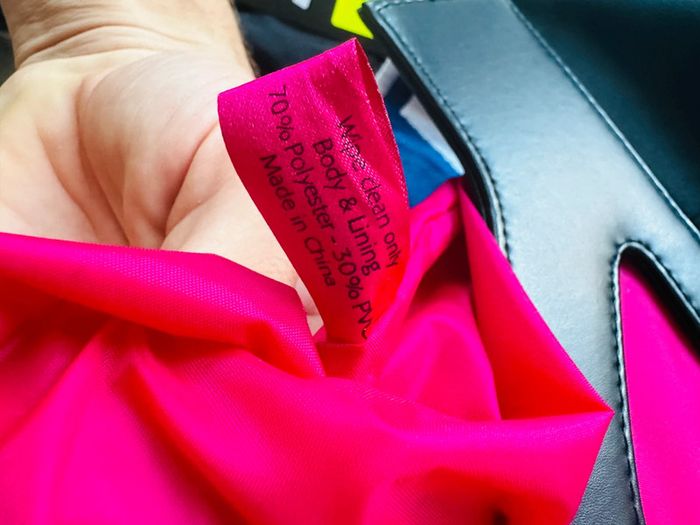 Wipe clean only
Body & Lining
70% Polyester - 30% PVC
Made in China